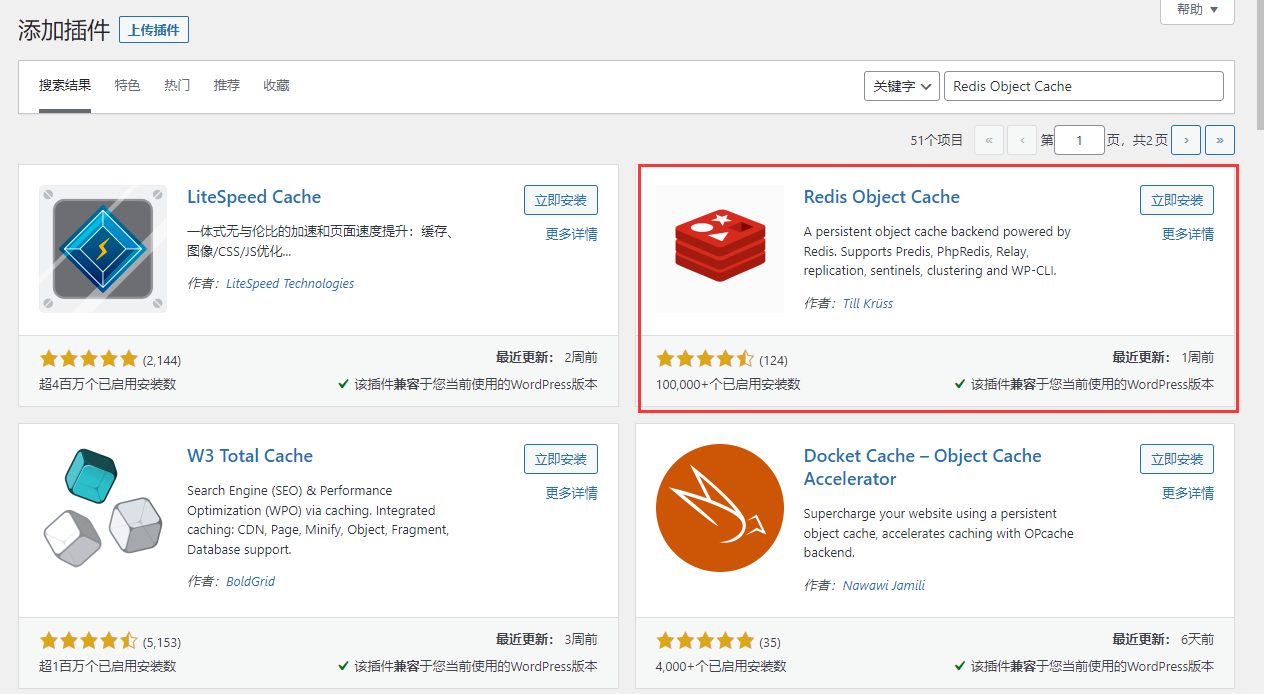 帮助
添加插件 上传插件
搜索结果 特色 热门 推荐 收藏 关键字 Redis Object Cache
51个项目 « ‹ 第 1 页，共2页 › »
LiteSpeed Cache
立即安装
更多详情
一体式无与伦比的加速和页面速度提升：缓存、
图像/CSS/JS优化...
作者：LiteSpeed Technologies
(2,144)
最近更新： 2周前
超4百万个已启用安装数
该插件兼容于您当前使用的WordPress版本
Redis Object Cache
立即安装
更多详情
A persistent object cache backend powered by
Redis. Supports Predis, PhpRedis, Relay,
replication, sentinels, clustering and WP-CLI.
作者：Till Krüss
(124)
最近更新： 1周前
100,000+个已启用安装数
该插件兼容于您当前使用的WordPress版本
W3 Total Cache
立即安装
更多详情
Search Engine (SEO) & Performance
Optimization (WPO) via caching. Integrated
caching: CDN, Page, Minify, Object, Fragment,
Database support.
作者：BoldGrid
(5,153)
最近更新： 3周前
超1百万个已启用安装数
该插件兼容于您当前使用的WordPress版本
Docket Cache – Object Cache
Accelerator
立即安装
更多详情
Supercharge your website using a persistent
object cache, accelerates caching with OPcache
backend.
作者：Nawawi Jamili
(35)
最近更新： 6天前
4,000+个已启用安装数
该插件兼容于您当前使用的WordPress版本